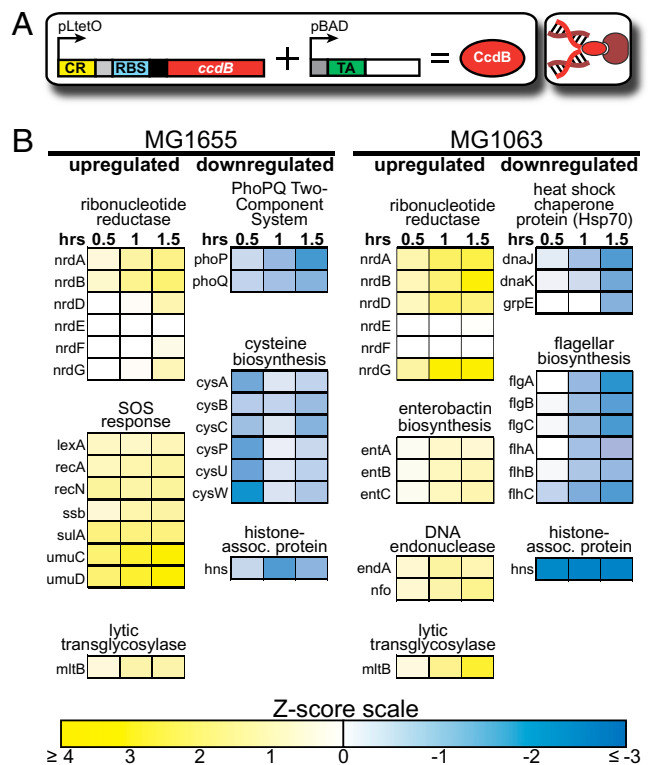 A
pLtetO
pBAD
CR RBS ccdB + TA = CcdB
B
MG1655
upregulated downregulated
ribonucleotide
reductase
hrs 0.5 1 1.5
nrdA
nrdB
nrdD
nrdE
nrdF
nrdG
SOS
response
lexA
recA
recN
ssb
sulA
umuC
umuD
lytic
transglycosylase
mltB
PhoPQ Two-
Component
System
hrs 0.5 1 1.5
phoP
phoQ
cysteine
biosynthesis
cysA
cysB
cysC
cysP
cysU
cysW
histone-
assoc. protein
hns
MG1063
upregulated downregulated
ribonucleotide
reductase
hrs 0.5 1 1.5
nrdA
nrdB
nrdD
nrdE
nrdF
nrdG
enterobactin
biosynthesis
entA
entB
entC
DNA
endonuclease
endA
nfo
lytic
transglycosylase
mltB
heat shock
chaperone
protein (Hsp70)
hrs 0.5 1 1.5
dnaJ
dnaK
grpE
flagellar
biosynthesis
flgA
flgB
flgC
flhA
flhB
flhC
histone-
assoc. protein
hns
Z-score scale
≥ 4 3 2 1 0 -1 -2 ≤ -3